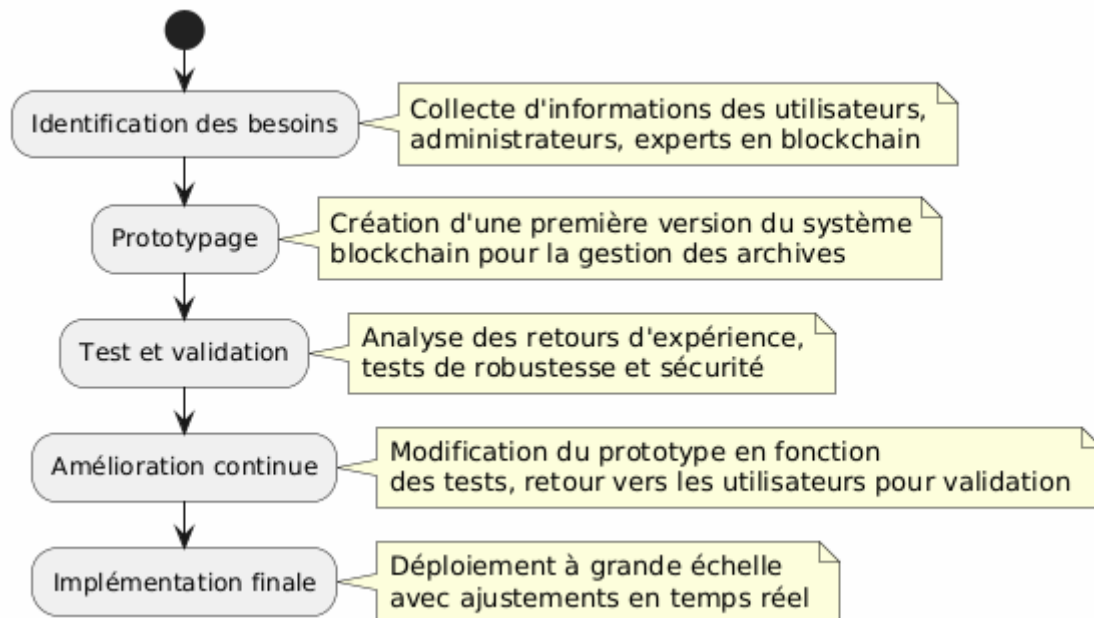 Identification des besoins
Collecte d'informations des utilisateurs,
administrateurs, experts en blockchain
Prototypage
Création d'une première version du système
blockchain pour la gestion des archives
Test et validation
Analyse des retours d'expérience,
tests de robustesse et sécurité
Amélioration continue
Modification du prototype en fonction
des tests, retour vers les utilisateurs pour validation
Implémentation finale
Déploiement à grande échelle
avec ajustements en temps réel